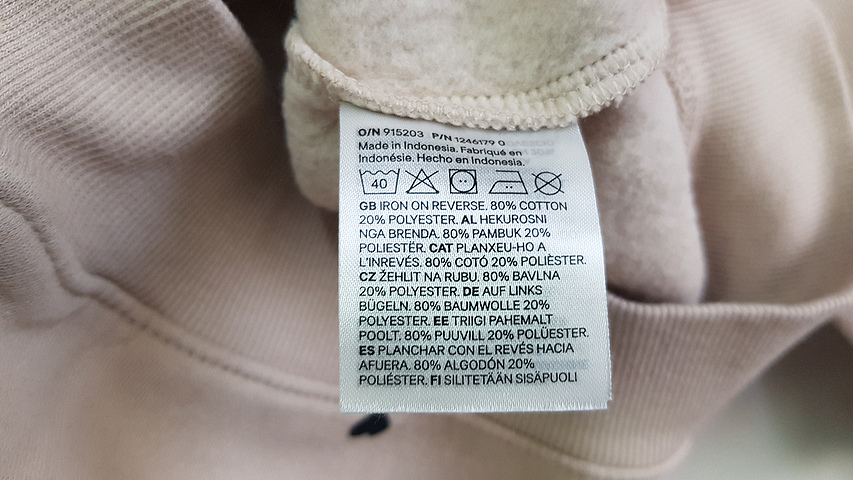 O/N 915203 P/N 1246179 0
Made in Indonesia. Fabriqué en
Indonésie. Hecho en Indonesia.
40
GB IRON ON REVERSE. 80% COTTON
20% POLYESTER. AL HEKUROSNI
NGA BRENDA. 80% PAMBUK 20%
POLIESTËR. CAT PLANXEU-HO A
L'INREVÉS. 80% COTÓ 20% POLIÈSTER.
CZ ŽEHLIT NA RUBU. 80% BAVLNA
20% POLYESTER. DE AUF LINKS
BÜGELN. 80% BAUMWOLLE 20%
POLYESTER. EE TRIIGI PAHEMALT
POOLT. 80% PUUVILL 20% POLÜESTER.
ES PLANCHAR CON EL REVÉS HACIA
AFUERA. 80% ALGODÓN 20%
POLIÉSTER. FI SILITETÄÄN SISÄPUOLI